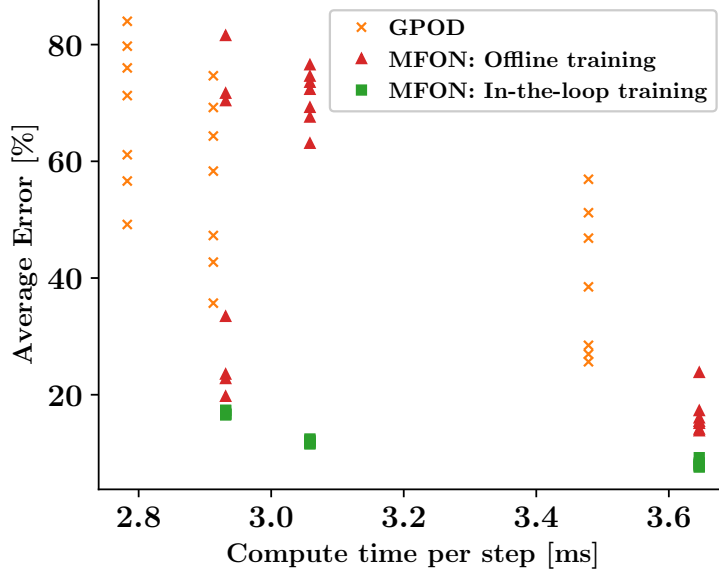 GPOD
MFON: Offline training
MFON: In-the-loop training
Average Error [%]
80
60
40
20
2.8 3.0 3.2 3.4 3.6
Compute time per step [ms]